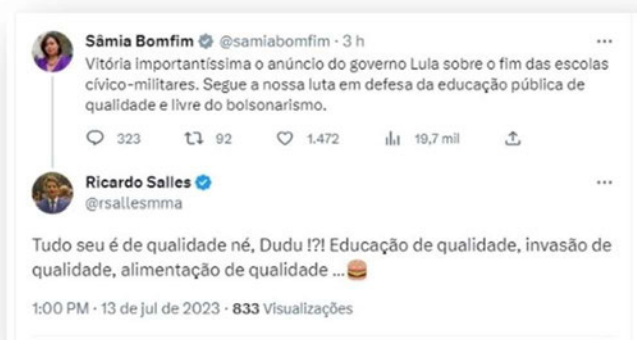 Sâmia Bomfim @samiabomfim · 3 h
Vitória importantíssima o anúncio do governo Lula sobre o fim das escolas
cívico-militares. Segue a nossa luta em defesa da educação pública de
qualidade e livre do bolsonarismo.
323 92 1.472 19,7 mil
Ricardo Salles
@rsallesmma
Tudo seu é de qualidade né, Dudu !?! Educação de qualidade, invasão de
qualidade, alimentação de qualidade ...🍔
1:00 PM · 13 de jul de 2023 · 833 Visualizações